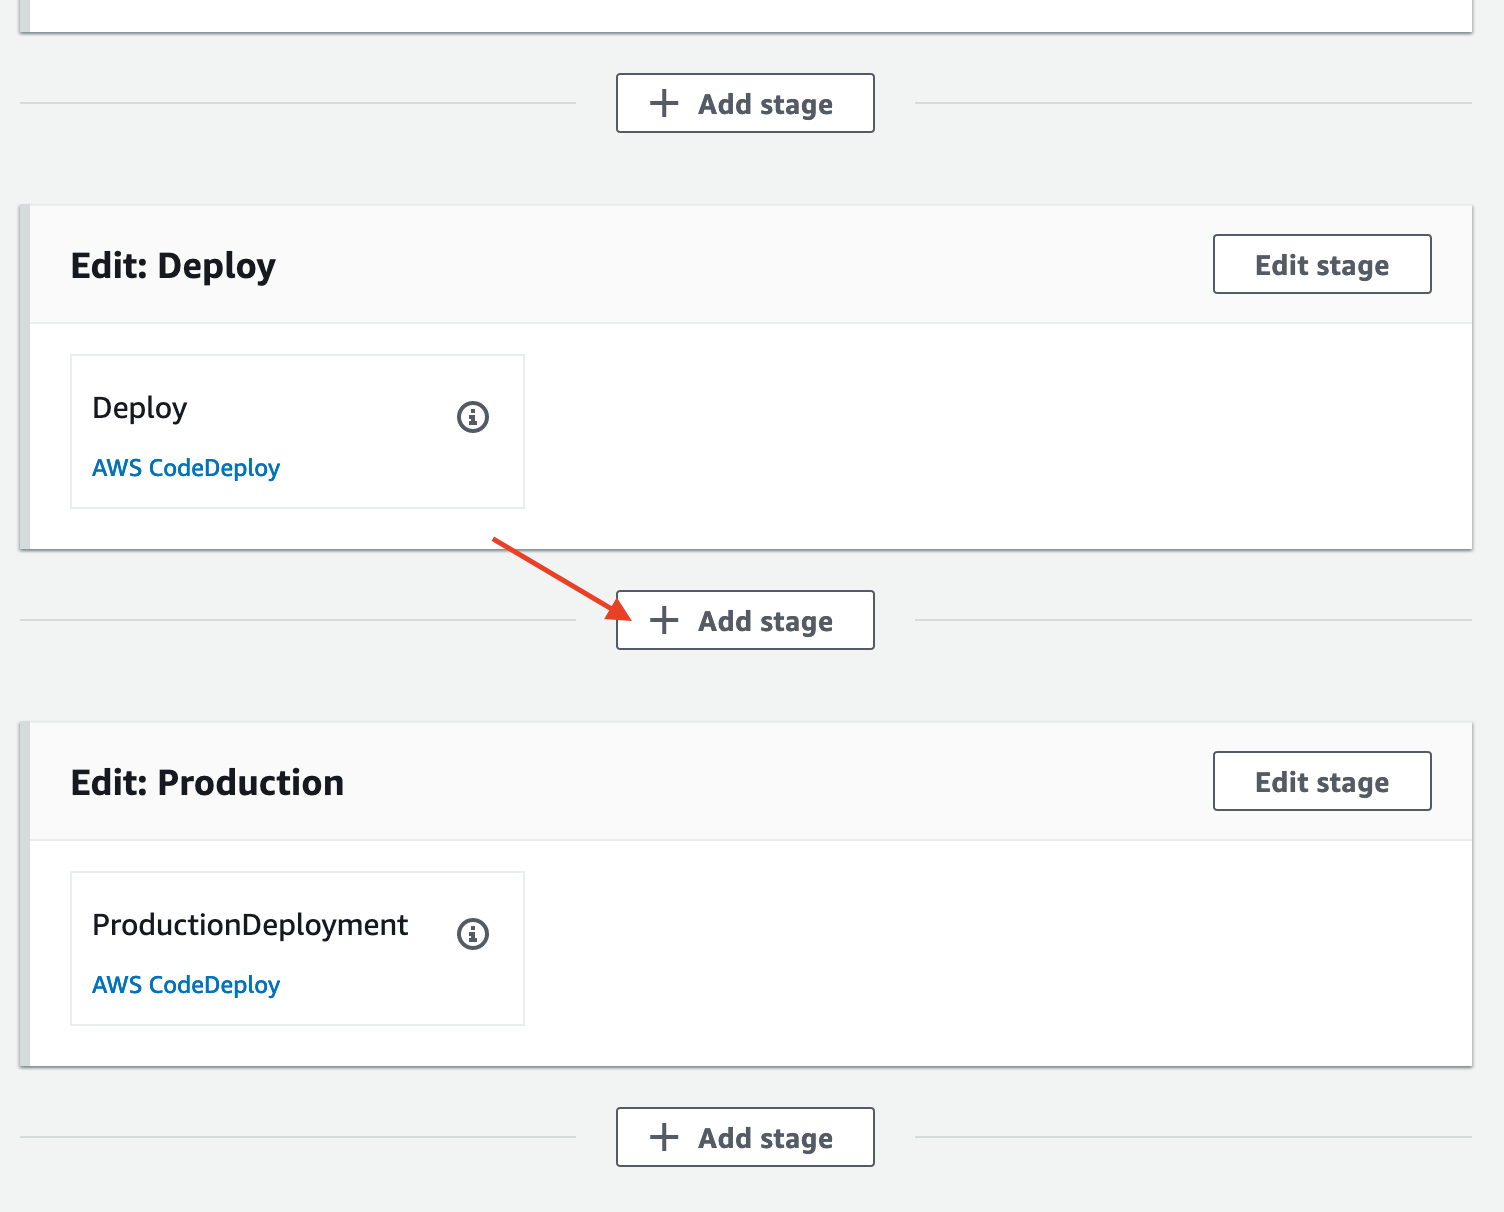 Add stage
Edit: Deploy
Edit stage
Deploy
AWS CodeDeploy
Add stage
Edit: Production
Edit stage
ProductionDeployment
AWS CodeDeploy
Add stage